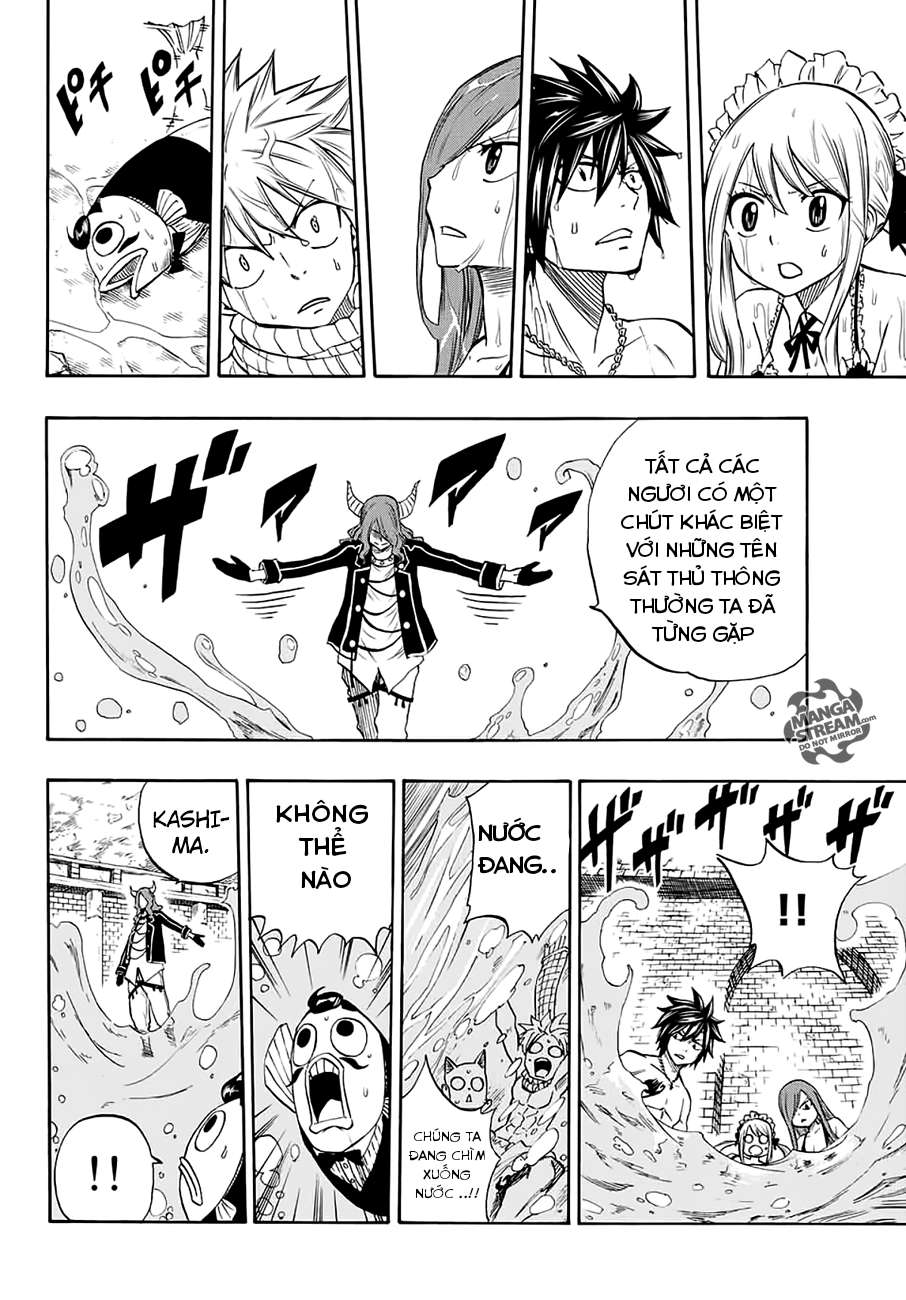 ピチ
ピチ
TẤT CẢ CÁC
NGƯƠI CÓ MỘT
CHÚT KHÁC BIỆT
VỚI NHỮNG TÊN
SÁT THỦ THÔNG
THƯỜNG TA ĐÃ
TỪNG GẶP
ザァァァ
MANGA
STREAM.com
DO NOT MIRROR
KASHI-
MA.
!!
KHÔNG
THỂ
NÀO
NƯỚC
ĐANG..
CHÚNG TA
ĐANG CHÌM
XUỐNG
NƯỚC ..!!
ザザザザザ
!!